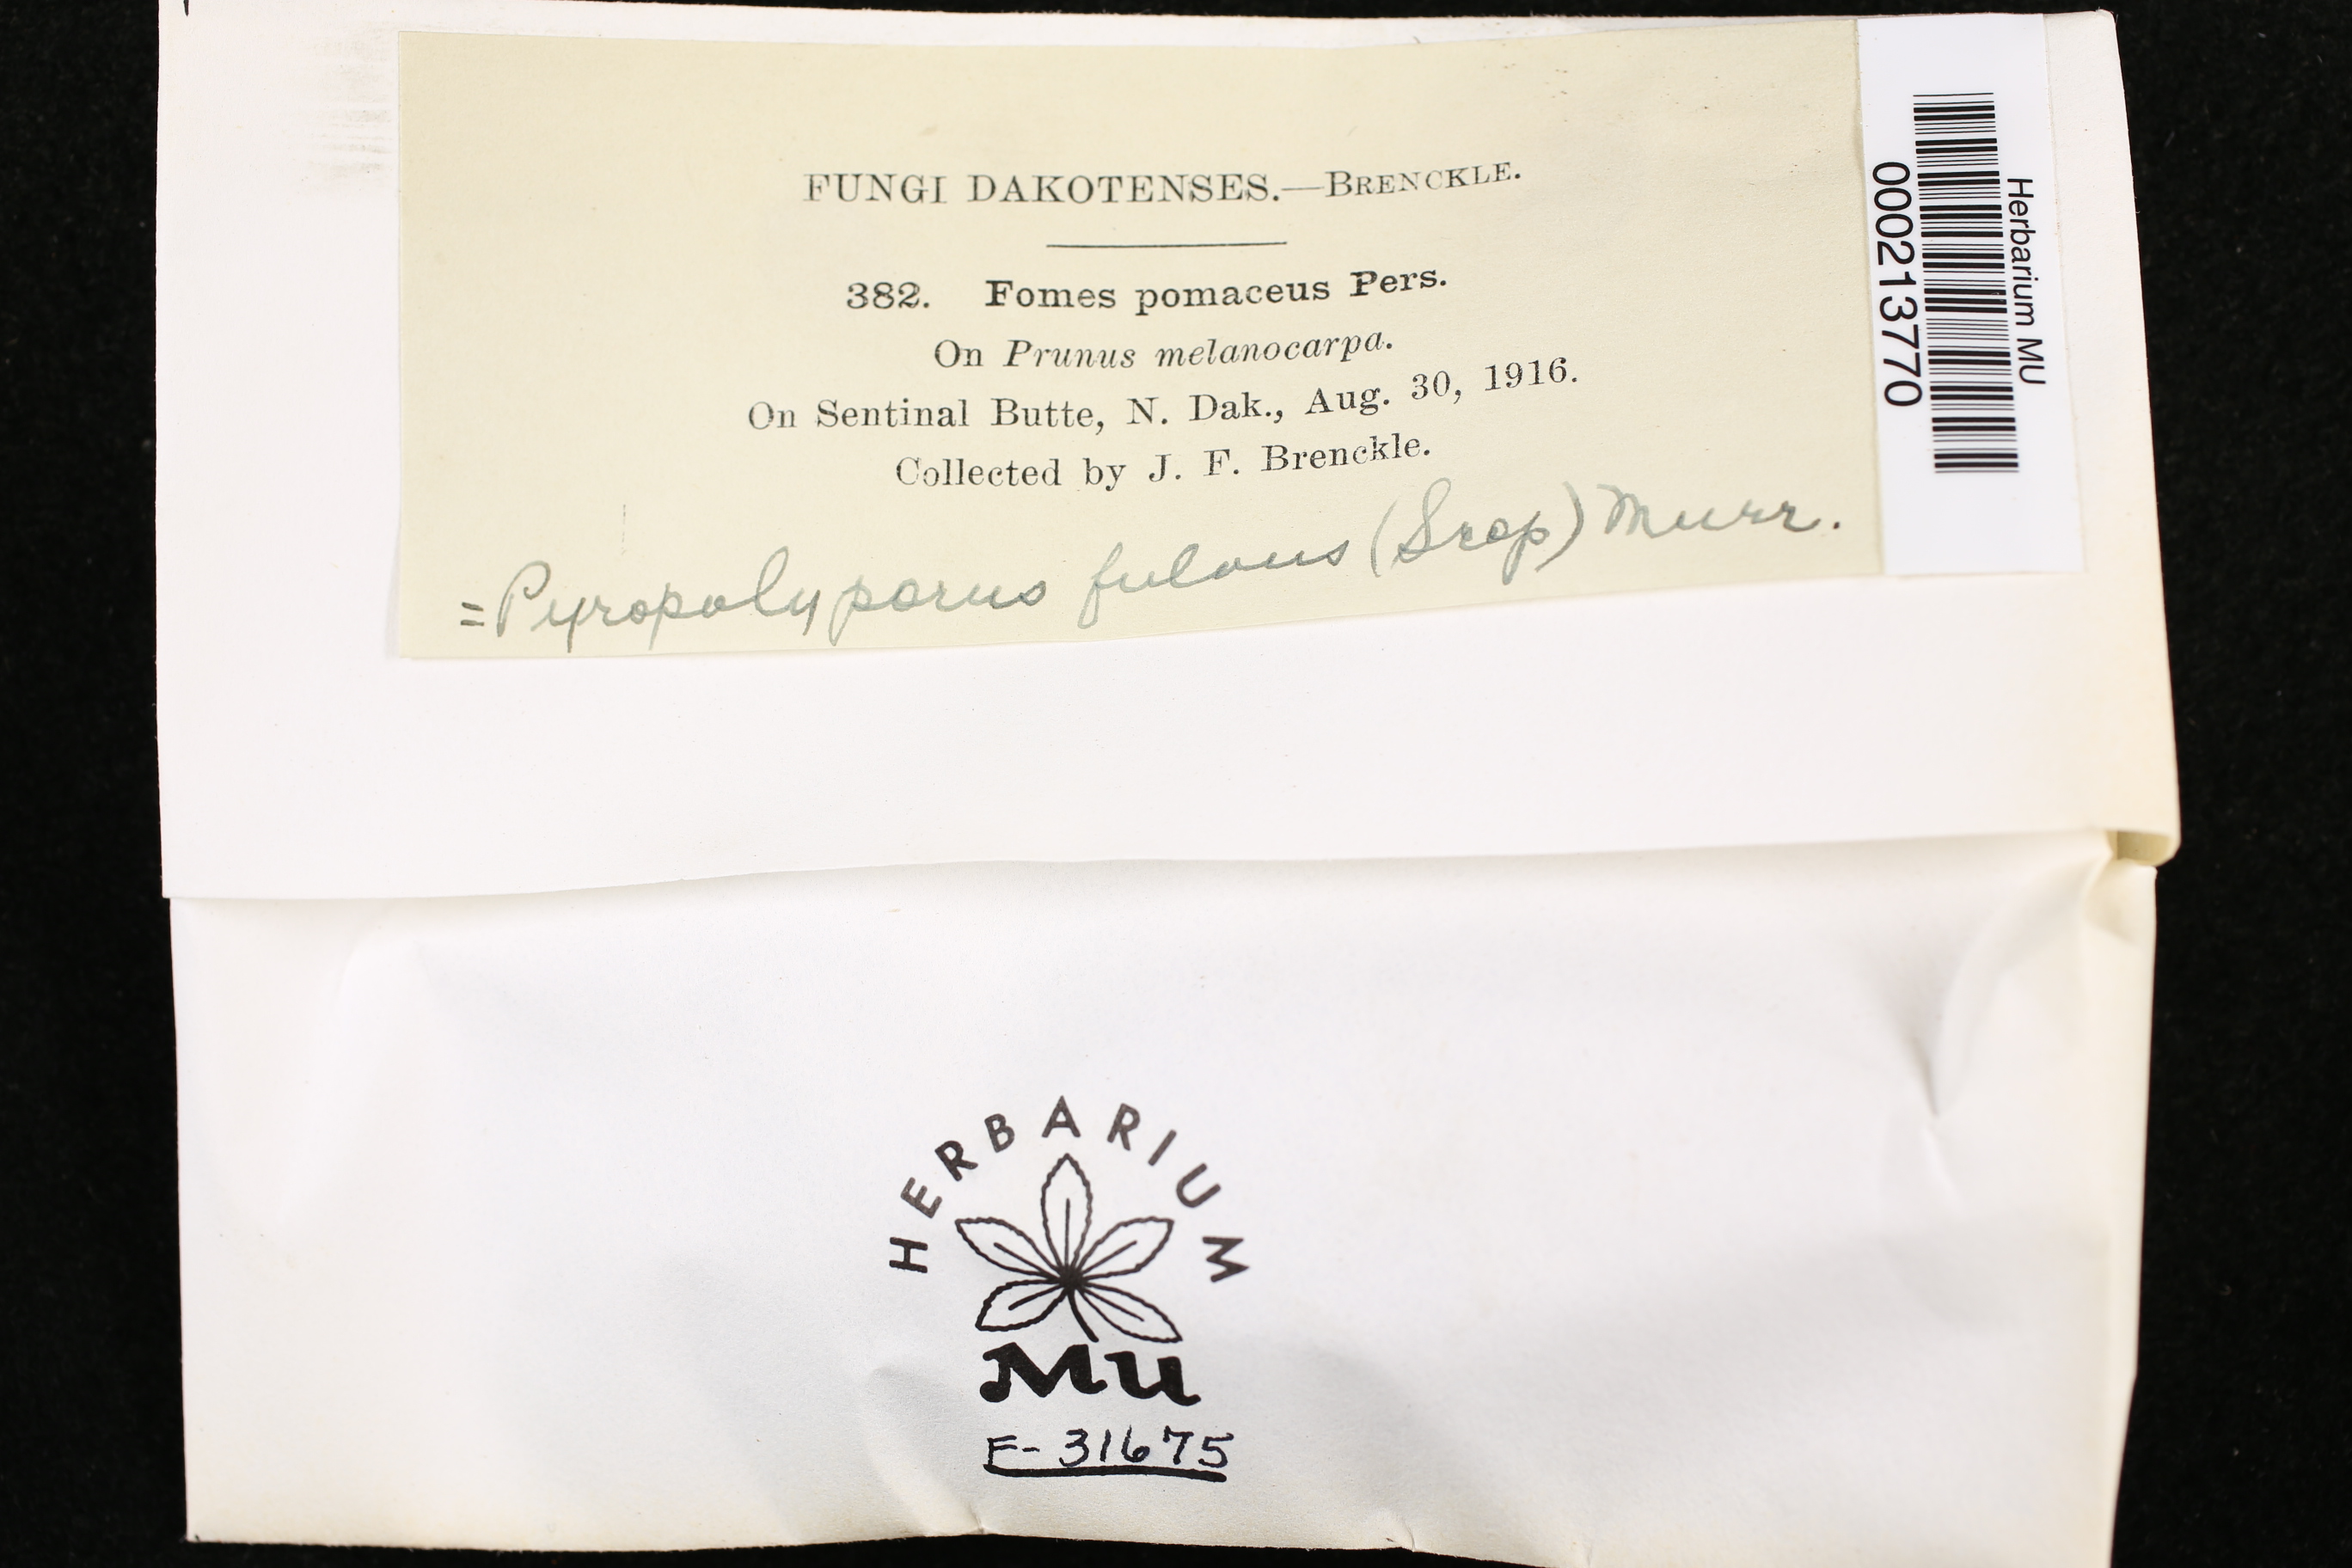 FUNGI DAKOTENSES.—BRENCKLE.
382. Fomes pomaceus Pers.
On Prunus melanocarpa.
On Sentinal Butte, N. Dak., Aug. 30, 1916.
Collected by J. F. Brenckle.
=Pyropolyporus fulvus (Scop) Murr.
Herbarium MU
000213770
HERBARIUM
MU
F-31675